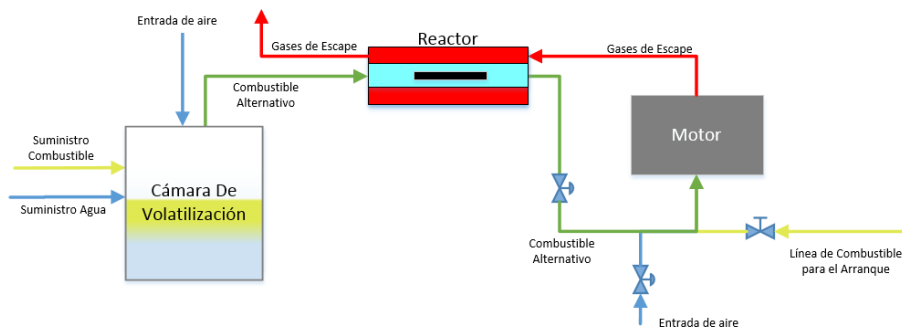 Entrada de aire
Gases de Escape
Reactor
Gases de Escape
Combustible
Alternativo
Motor
Suministro
Combustible
Cámara De
Volatilización
Suministro Agua
Combustible
Alternativo
Línea de Combustible
para el Arranque
Entrada de aire